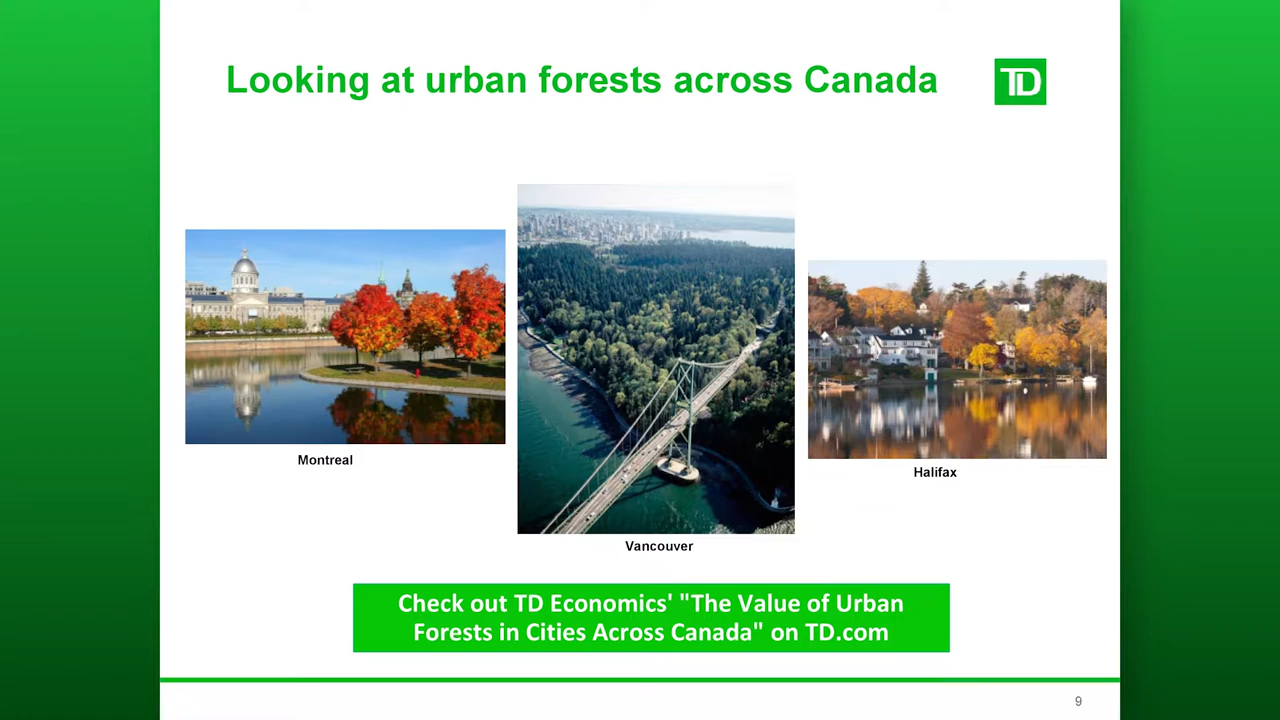 Looking at urban forests across Canada
TD
Montreal
Halifax
Vancouver
Check out TD Economics' "The Value of Urban
Forests in Cities Across Canada" on TD.com
9